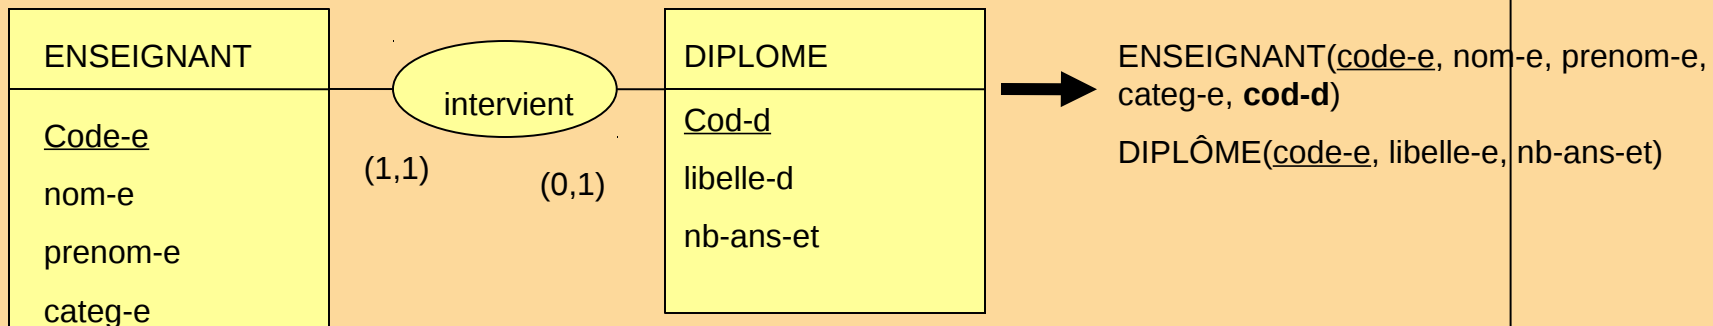 ENSEIGNANT
Code-e
nom-e
prenom-e
categ-e
intervient
(1,1)
(0,1)
DIPLOME
Cod-d
libelle-d
nb-ans-et
ENSEIGNANT(code-e, nom-e, prenom-e,
categ-e, cod-d)
DIPLÔME(code-e, libelle-e, nb-ans-et)